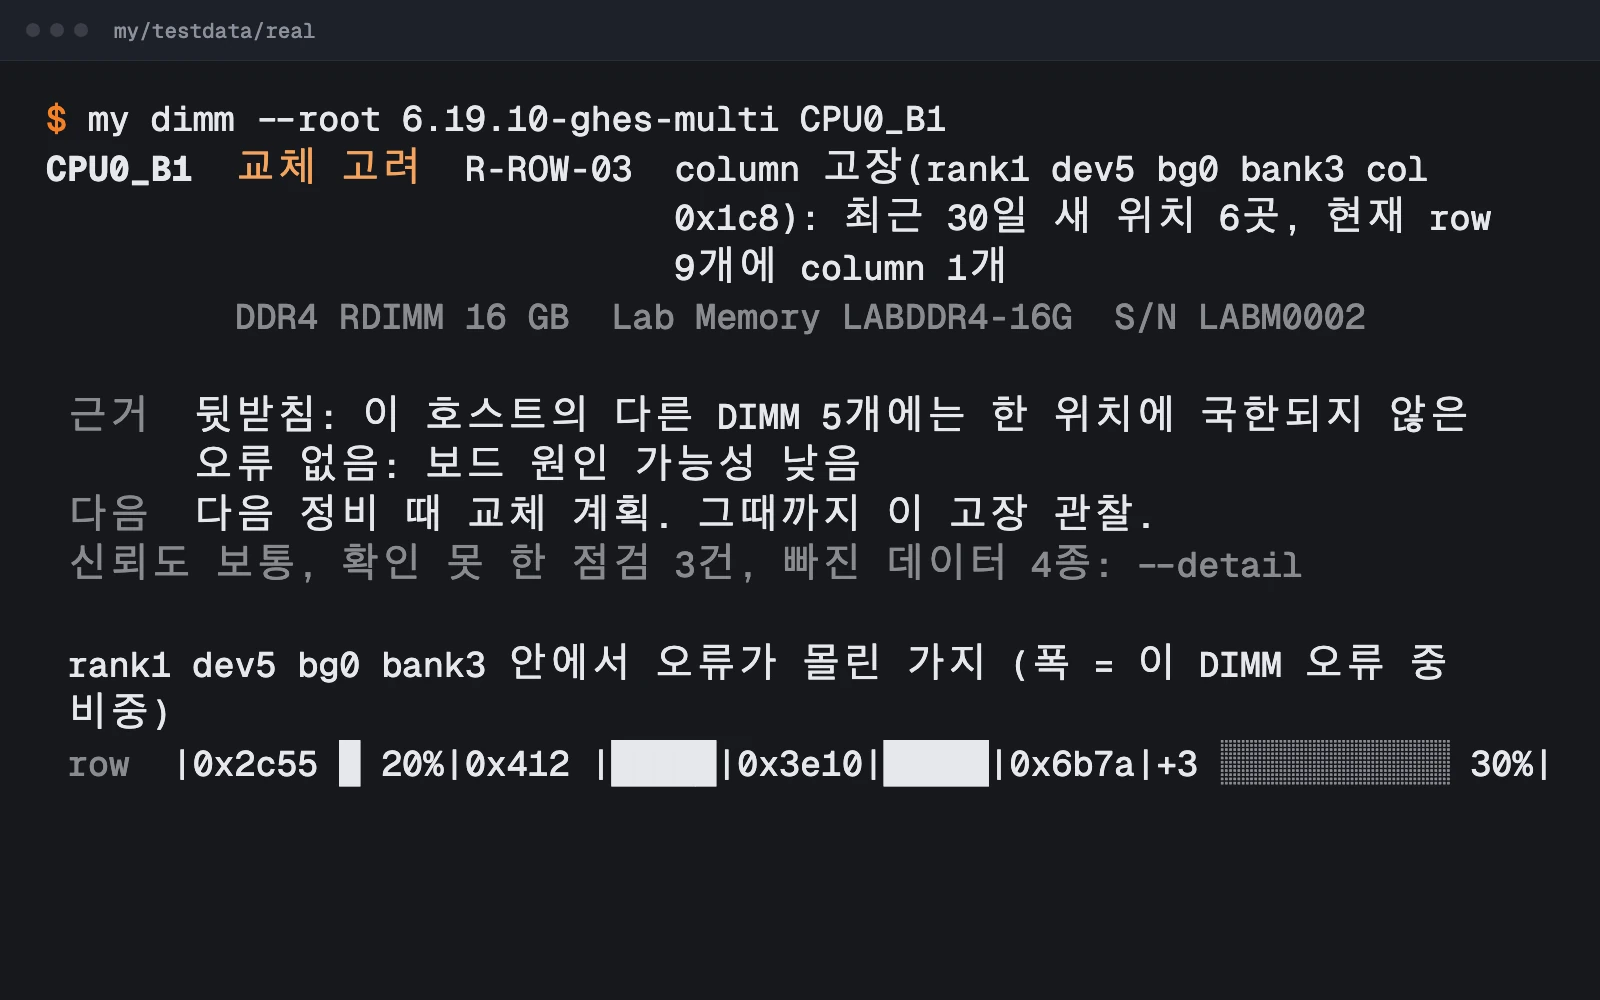 my/testdata/real
$ my dimm --root 6.19.10-ghes-multi CPU0_B1
CPU0_B1 교체 고려 R-ROW-03 column 고장(rank1 dev5 bg0 bank3 col
0x1c8): 최근 30일 새 위치 6곳, 현재 row
9개에 column 1개
DDR4 RDIMM 16 GB Lab Memory LABDDR4-16G S/N LABM0002
근거 뒷받침: 이 호스트의 다른 DIMM 5개에는 한 위치에 국한되지 않은
오류 없음: 보드 원인 가능성 낮음
다음 다음 정비 때 교체 계획. 그때까지 이 고장 관찰.
신뢰도 보통, 확인 못 한 점검 3건, 빠진 데이터 4종: --detail
rank1 dev5 bg0 bank3 안에서 오류가 몰린 가지 (폭 = 이 DIMM 오류 중
비중)
row |0x2c55 █ 20%|0x412 |█████|0x3e10|█████|0x6b7a|+3 ▒▒▒▒▒▒▒▒▒▒▒ 30%|